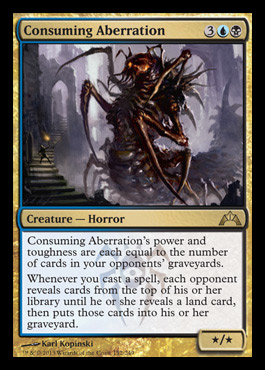 Consuming Aberration 3
Creature — Horror
Consuming Aberration's power and
toughness are each equal to the number
of cards in your opponents' graveyards.
Whenever you cast a spell, each opponent
reveals cards from the top of his or her
library until he or she reveals a land card,
then puts those cards into his or her
graveyard.
Karl Kopinski
*/*